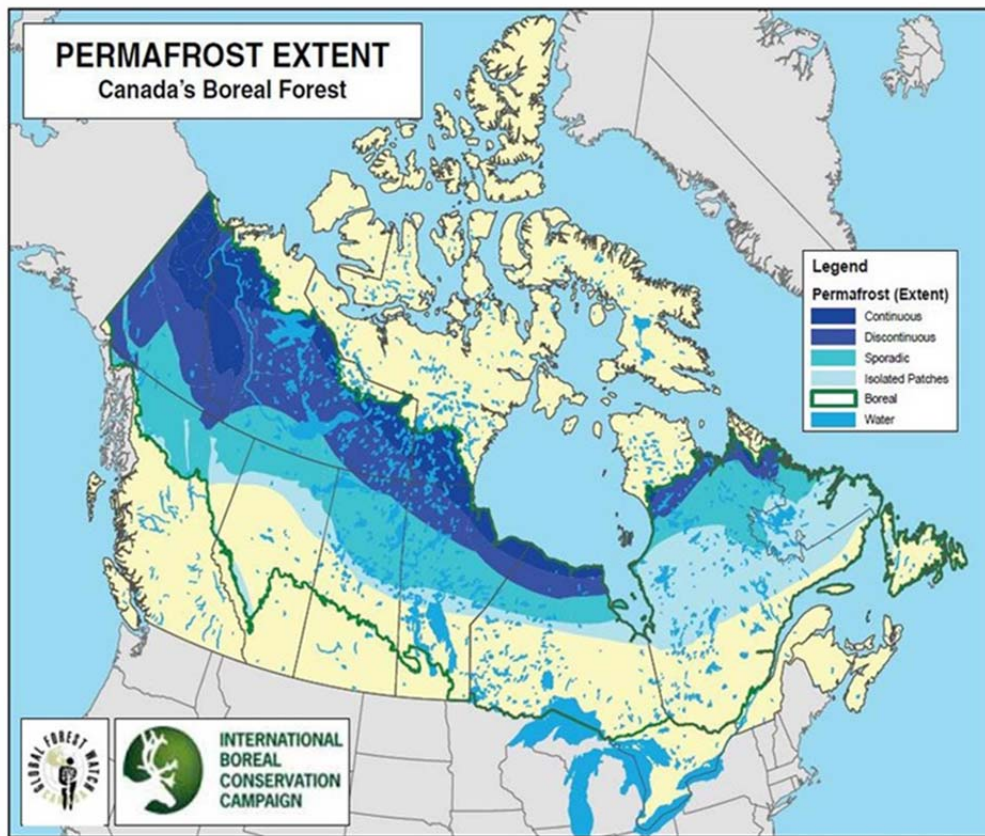 PERMAFROST EXTENT
Canada's Boreal Forest
Legend
Permafrost (Extent)
Continuous
Discontinuous
Sporadic
Isolated Patches
Boreal
Water
GLOBAL FOREST WATCH
CANADA
INTERNATIONAL
BOREAL
CONSERVATION
CAMPAIGN